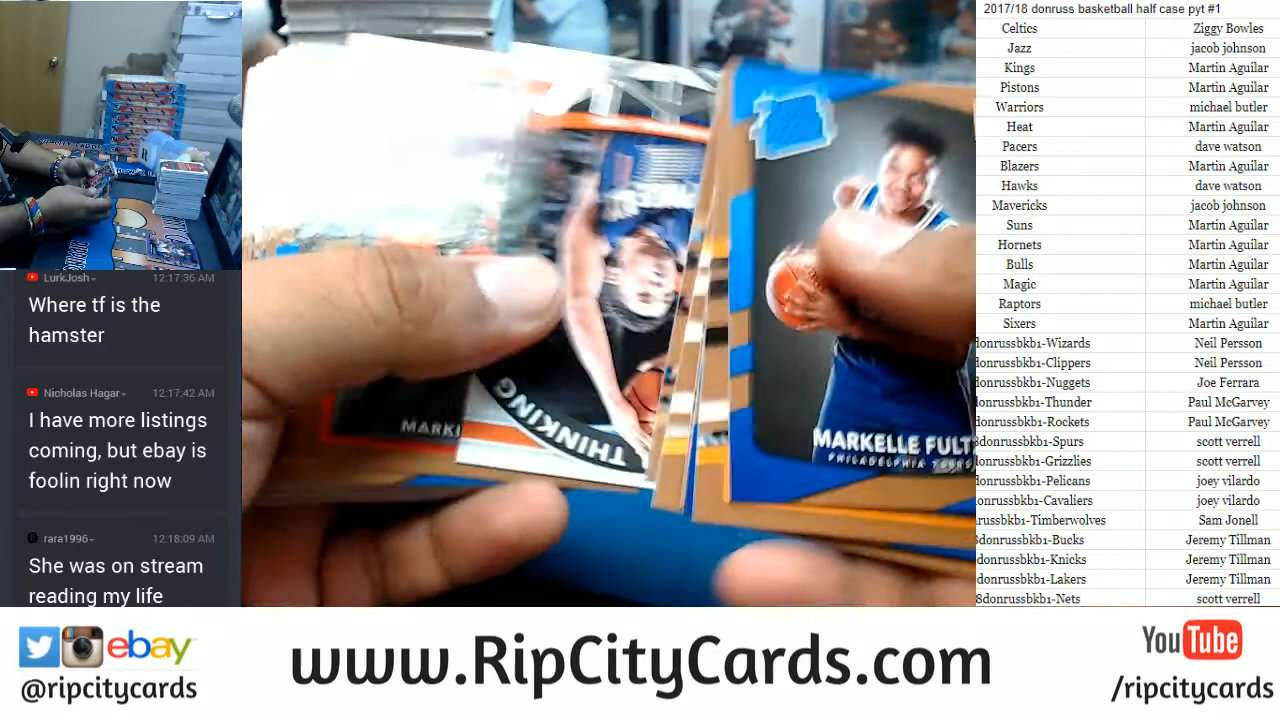 2017/18 donruss basketball half case pyt #1
Celtics Ziggy Bowles
Jazz jacob johnson
Kings Martin Aguilar
Pistons Martin Aguilar
Warriors michael butler
Heat Martin Aguilar
Pacers dave watson
Blazers Martin Aguilar
Hawks dave watson
Mavericks jacob johnson
Suns Martin Aguilar
Hornets Martin Aguilar
Bulls Martin Aguilar
Magic Martin Aguilar
Raptors michael butler
Sixers Martin Aguilar
donrussbkb1-Wizards Neil Persson
donrussbkb1-Clippers Neil Persson
donrussbkb1-Nuggets Joe Ferrara
donrussbkb1-Thunder Paul McGarvey
donrussbkb1-Rockets Paul McGarvey
donrussbkb1-Spurs scott verrell
donrussbkb1-Grizzlies scott verrell
donrussbkb1-Pelicans joey vilardo
donrussbkb1-Cavaliers joey vilardo
russbkb1-Timberwolves Sam Jonell
donrussbkb1-Bucks Jeremy Tillman
donrussbkb1-Knicks Jeremy Tillman
donrussbkb1-Lakers Jeremy Tillman
8donrussbkb1-Nets scott verrell
LurkJosh 12:17:36 AM
Where tf is the
hamster
Nicholas Hagar 12:17:42 AM
I have more listings
coming, but ebay is
foolin right now
rara1996 12:18:09 AM
She was on stream
reading my life
MARKI
THINKING
MARKELLE FULT
PHILADELPHIA 76ERS
ebay
@ripcitycards
www.RipCityCards.com
YouTube
/ripcitycards